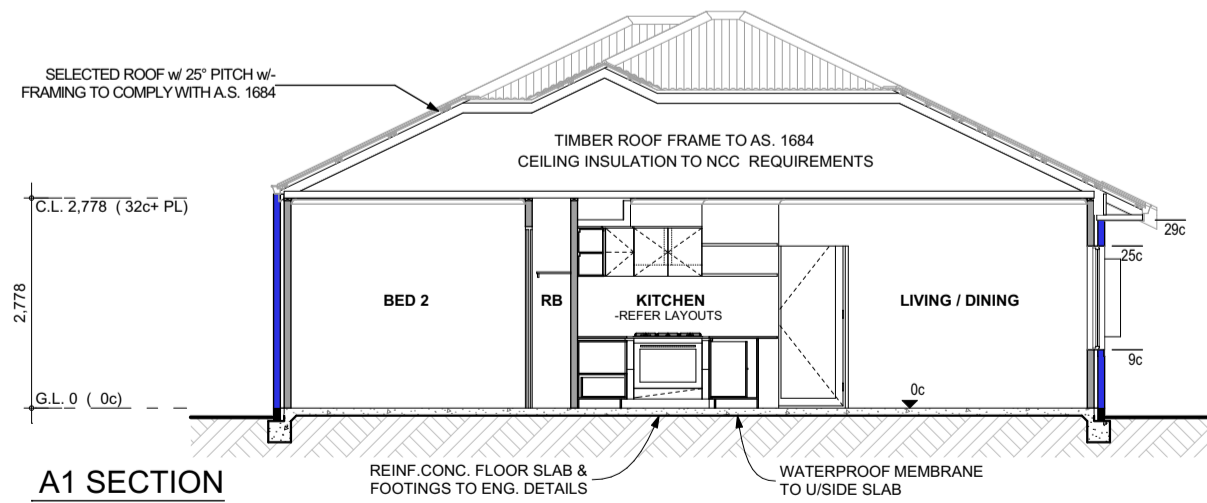 SELECTED ROOF w/ 25° PITCH w/-
FRAMING TO COMPLY WITH A.S. 1684
TIMBER ROOF FRAME TO AS. 1684
CEILING INSULATION TO NCC REQUIREMENTS
C.L. 2,778 ( 32c+ PL)
29c
25c
2,778
BED 2
RB
KITCHEN
-REFER LAYOUTS
LIVING / DINING
9c
G.L. 0 ( 0c)
0c
REINF.CONC. FLOOR SLAB &
FOOTINGS TO ENG. DETAILS
WATERPROOF MEMBRANE
TO U/SIDE SLAB
A1 SECTION